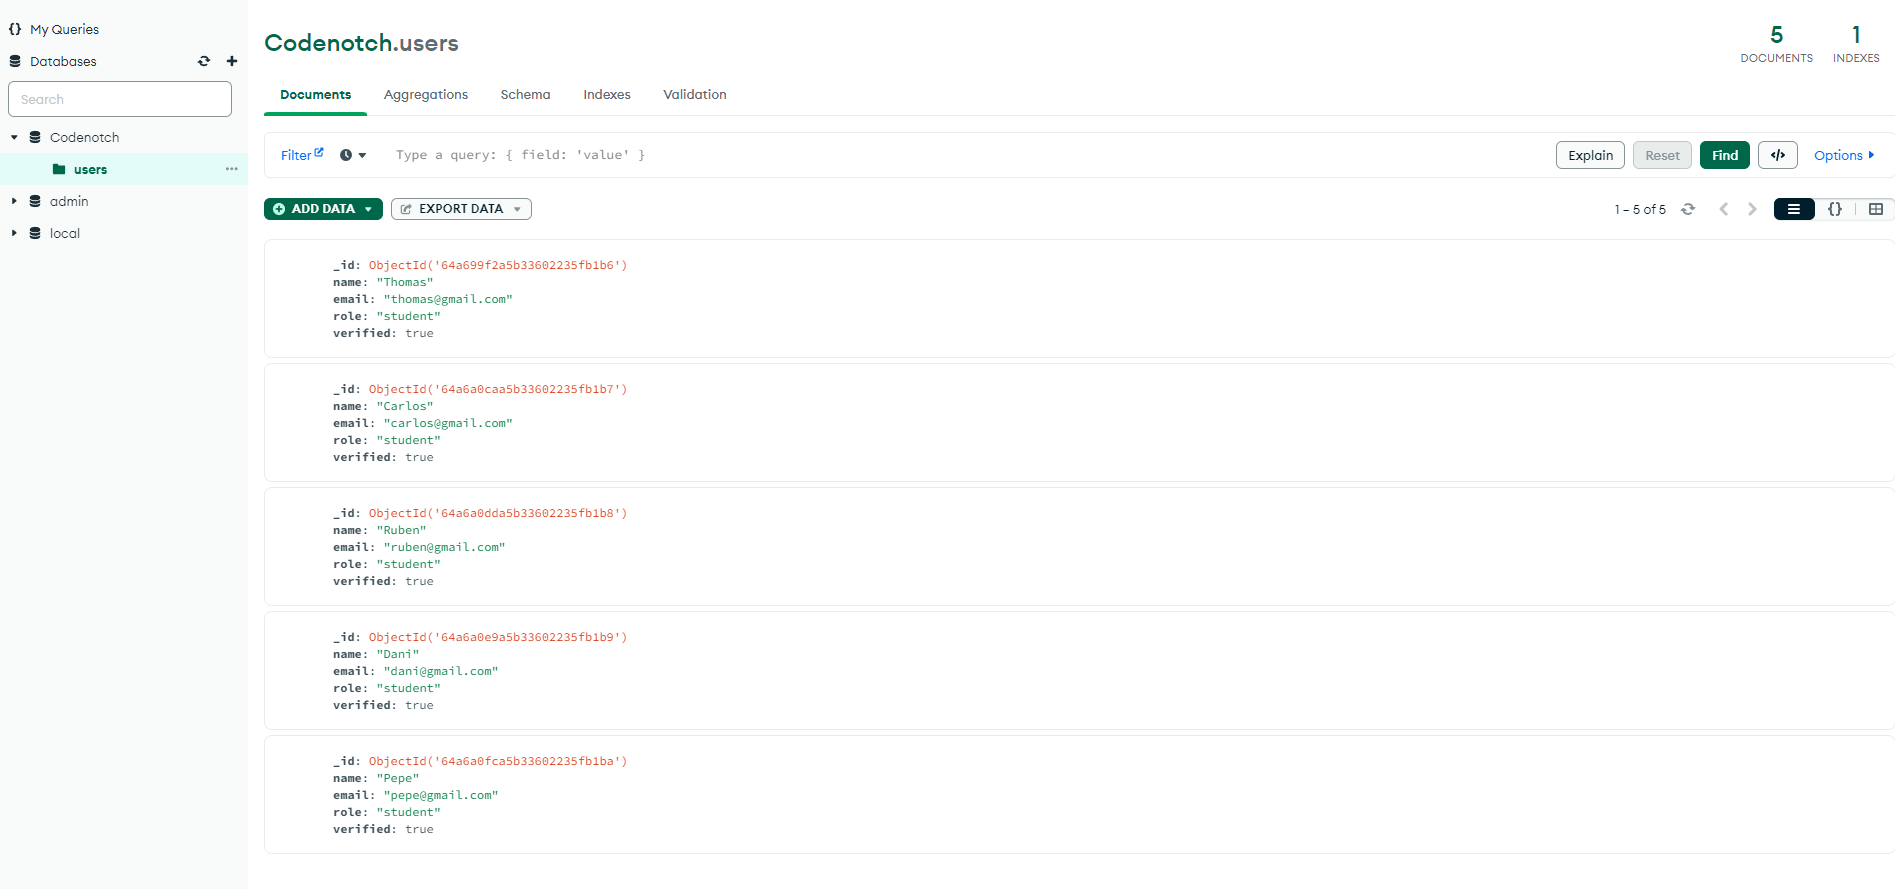 My Queries
Databases
Search
Codenotch
users
admin
local
Codenotch.users
5
DOCUMENTS
1
INDEXES
Documents Aggregations Schema Indexes Validation
Filter Type a query: { field: 'value' } Explain Reset Find </> Options
ADD DATA EXPORT DATA 1 – 5 of 5 {}
_id: ObjectId('64a699f2a5b33602235fb1b6')
name: "Thomas"
email: "thomas@gmail.com"
role: "student"
verified: true
_id: ObjectId('64a6a0caa5b33602235fb1b7')
name: "Carlos"
email: "carlos@gmail.com"
role: "student"
verified: true
_id: ObjectId('64a6a0dda5b33602235fb1b8')
name: "Ruben"
email: "ruben@gmail.com"
role: "student"
verified: true
_id: ObjectId('64a6a0e9a5b33602235fb1b9')
name: "Dani"
email: "dani@gmail.com"
role: "student"
verified: true
_id: ObjectId('64a6a0fca5b33602235fb1ba')
name: "Pepe"
email: "pepe@gmail.com"
role: "student"
verified: true